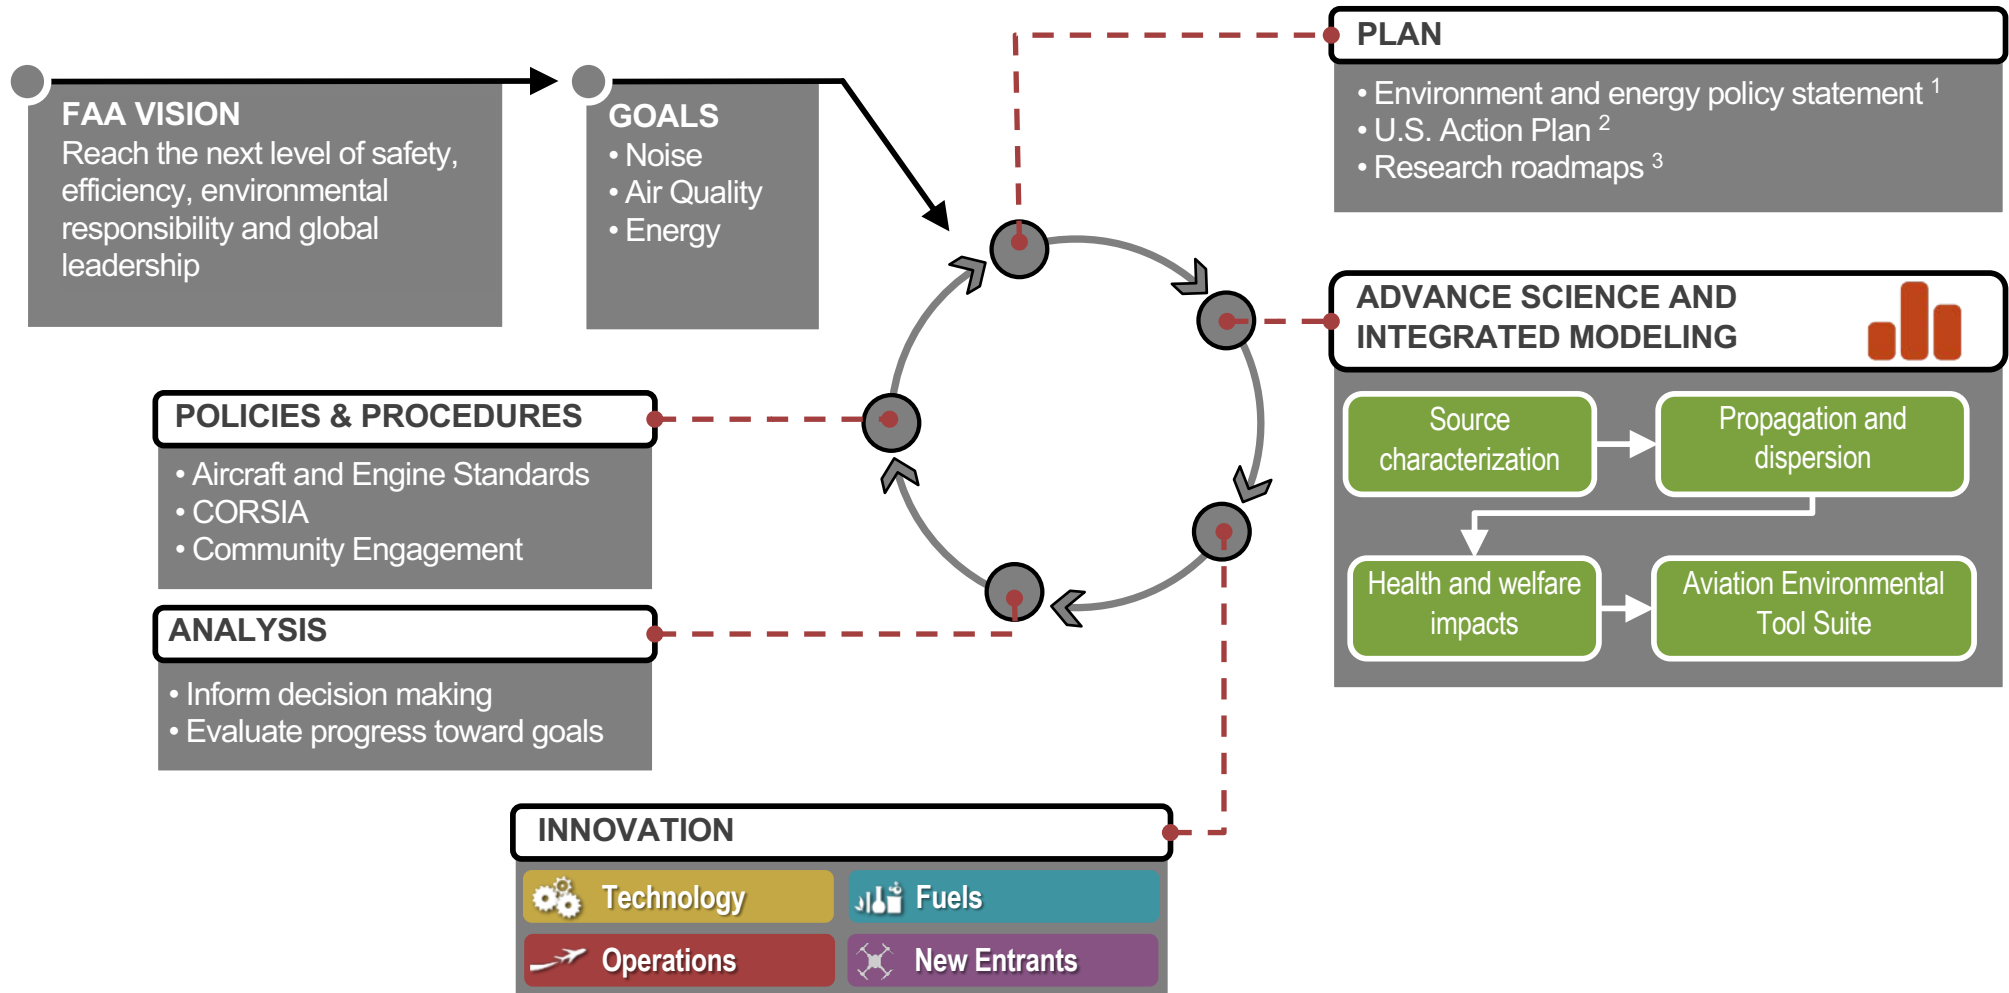 FAA VISION
Reach the next level of safety,
efficiency, environmental
responsibility and global
leadership
GOALS
• Noise
• Air Quality
• Energy
PLAN
• Environment and energy policy statement ¹
• U.S. Action Plan ²
• Research roadmaps ³
ADVANCE SCIENCE AND
INTEGRATED MODELING
Source
characterization
Propagation and
dispersion
Health and welfare
impacts
Aviation Environmental
Tool Suite
POLICIES & PROCEDURES
• Aircraft and Engine Standards
• CORSIA
• Community Engagement
ANALYSIS
• Inform decision making
• Evaluate progress toward goals
INNOVATION
Technology
Fuels
Operations
New Entrants